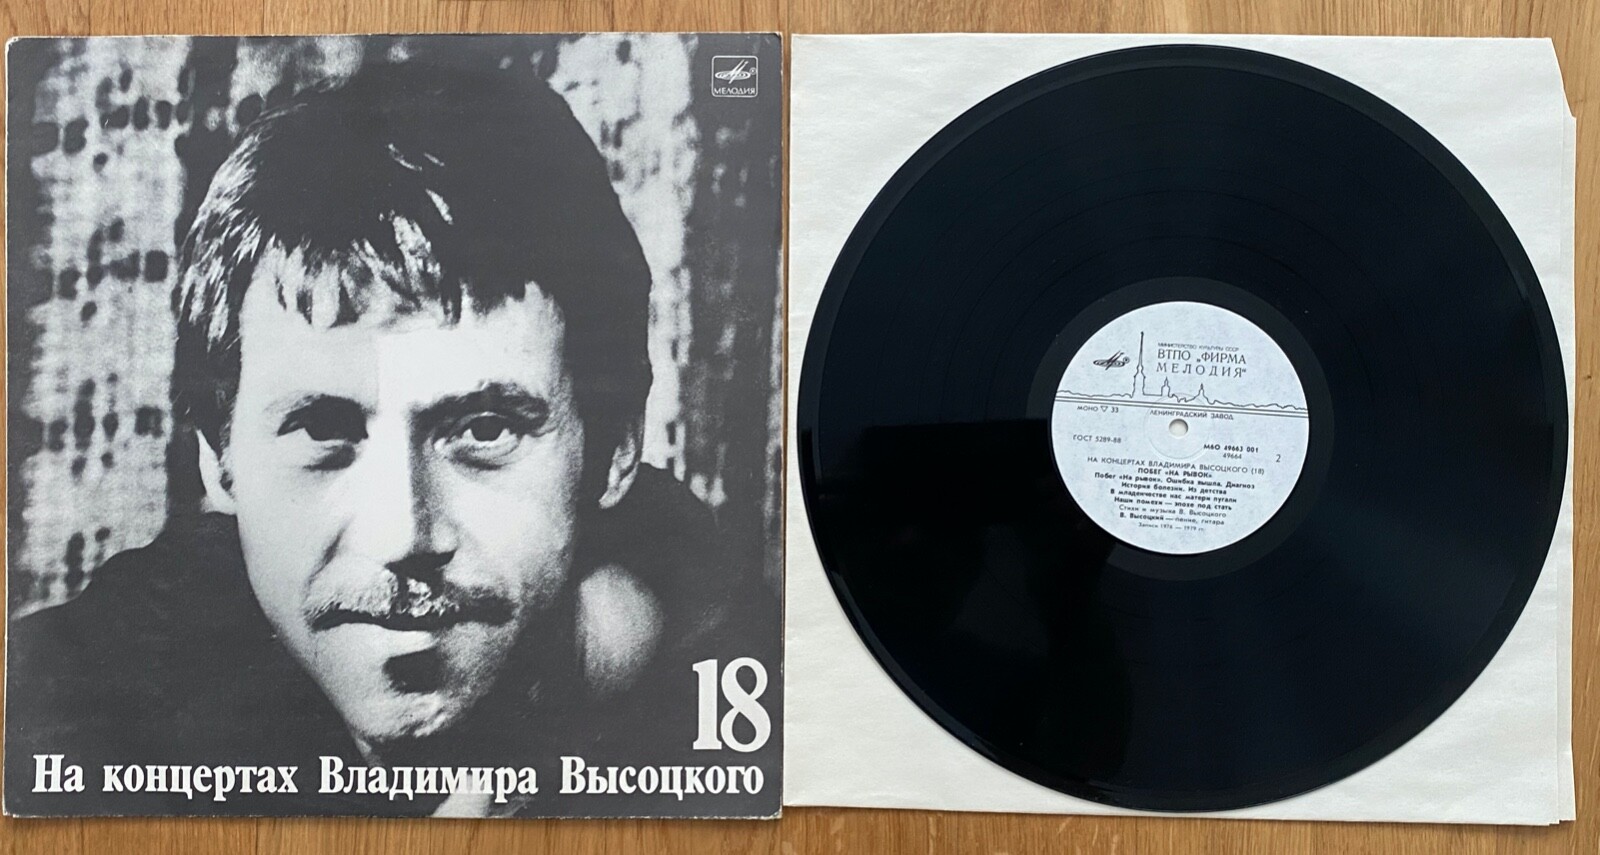 МЕЛОДИЯ
18
На концертах Владимира Высоцкого
МИНИСТЕРСТВО КУЛЬТУРЫ СССР
ВТПО „ФИРМА
МЕЛОДИЯ“
МОНО 33
ЛЕНИНГРАДСКИЙ ЗАВОД
ГОСТ 5289-88
М60 49663 001
49664
2
НА КОНЦЕРТАХ ВЛАДИМИРА ВЫСОЦКОГО (18)
ПОБЕГ «НА РЫВОК»
Побег «На рывок». Ошибка вышла. Диагноз
История болезни. Из детства
В младенчестве нас матери пугали
Наши помехи — эпохе под стать
Стихи и музыка В. Высоцкого
В. Высоцкий — пение, гитара
Записи 1976 — 1979 гг.